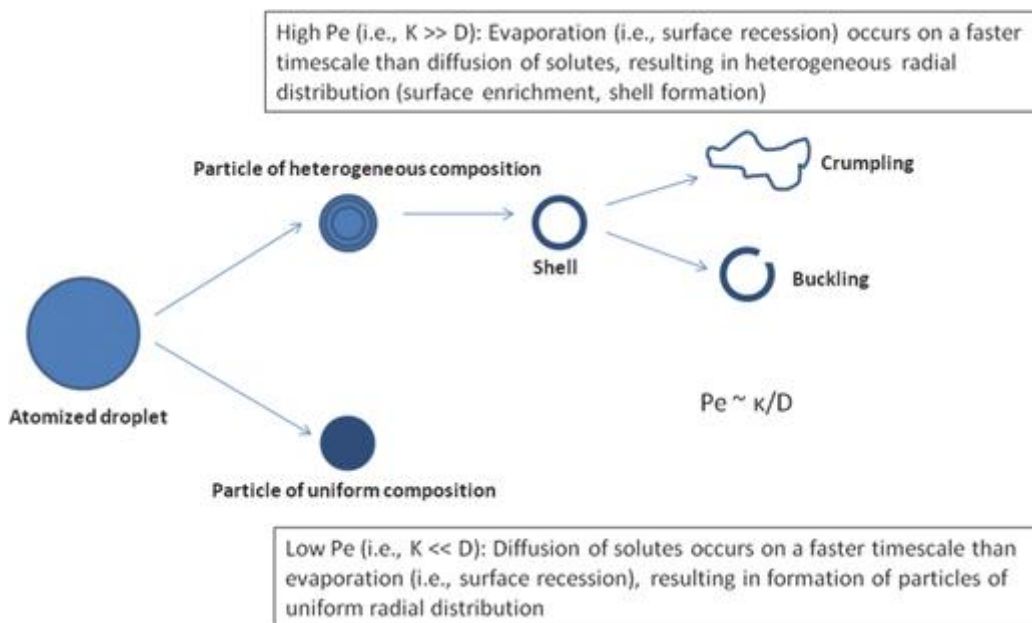 High Pe (i.e., K >> D): Evaporation (i.e., surface recession) occurs on a faster
timescale than diffusion of solutes, resulting in heterogeneous radial
distribution (surface enrichment, shell formation)
Particle of heterogeneous composition
Crumpling
Shell
Buckling
Atomized droplet
Pe ~ κ/D
Particle of uniform composition
Low Pe (i.e., K << D): Diffusion of solutes occurs on a faster timescale than
evaporation (i.e., surface recession), resulting in formation of particles of
uniform radial distribution